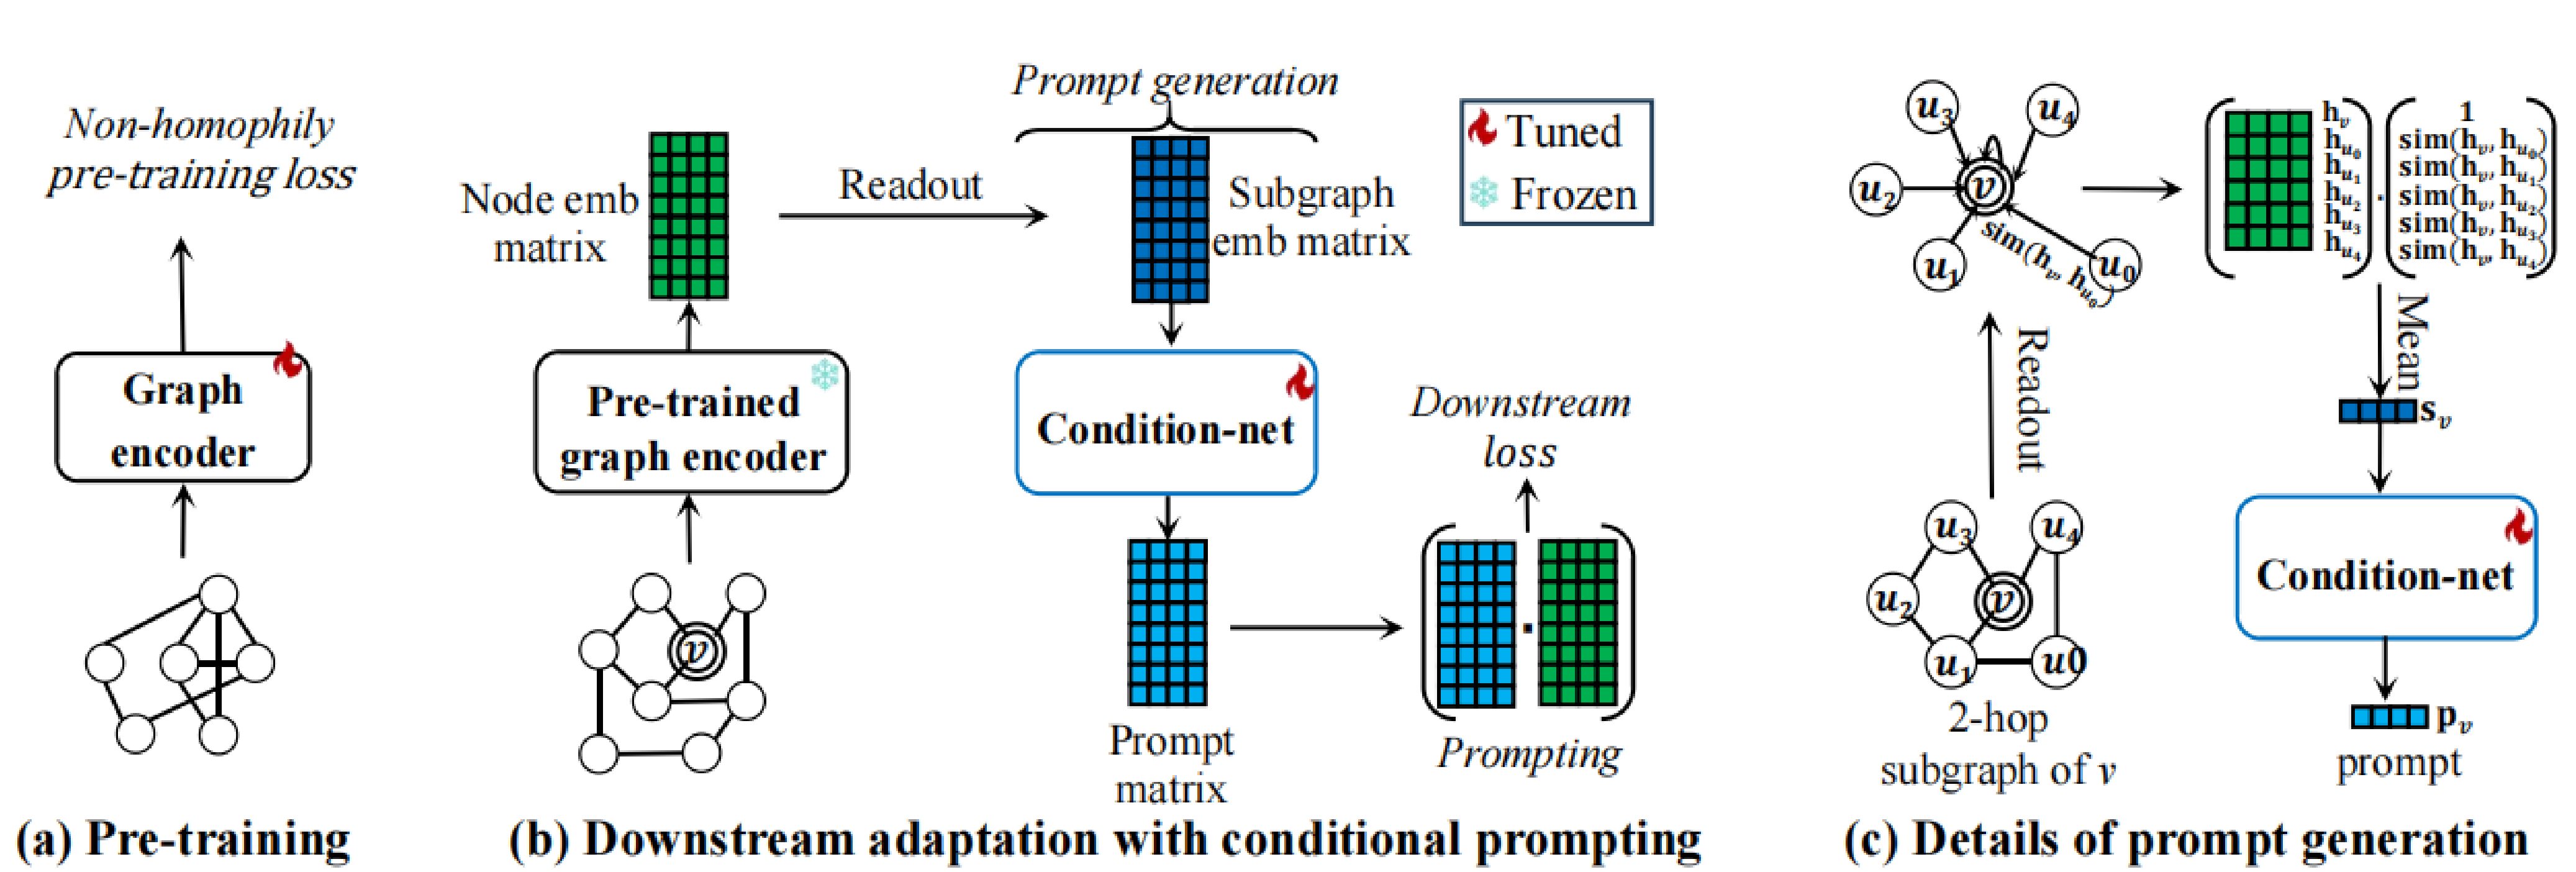 Non-homophily
pre-training loss
Graph
encoder
(a) Pre-training
Prompt generation
Node emb
matrix
Readout
Subgraph
emb matrix
Tuned
Frozen
Pre-trained
graph encoder
Condition-net
v
Prompt
matrix
Downstream
loss
Prompting
(b) Downstream adaptation with conditional prompting
u₃
u₄
u₂
v
u₁
u₀
sim(hᵥ, hᵤ₀)
hᵥ
hᵤ₀
hᵤ₁
hᵤ₂
hᵤ₃
hᵤ₄
·
1
sim(hᵥ, hᵤ₀)
sim(hᵥ, hᵤ₁)
sim(hᵥ, hᵤ₂)
sim(hᵥ, hᵤ₃)
sim(hᵥ, hᵤ₄)
Readout
Mean
sᵥ
u₃
u₄
u₂
v
u₁
u0
2-hop
subgraph of v
Condition-net
pᵥ
prompt
(c) Details of prompt generation